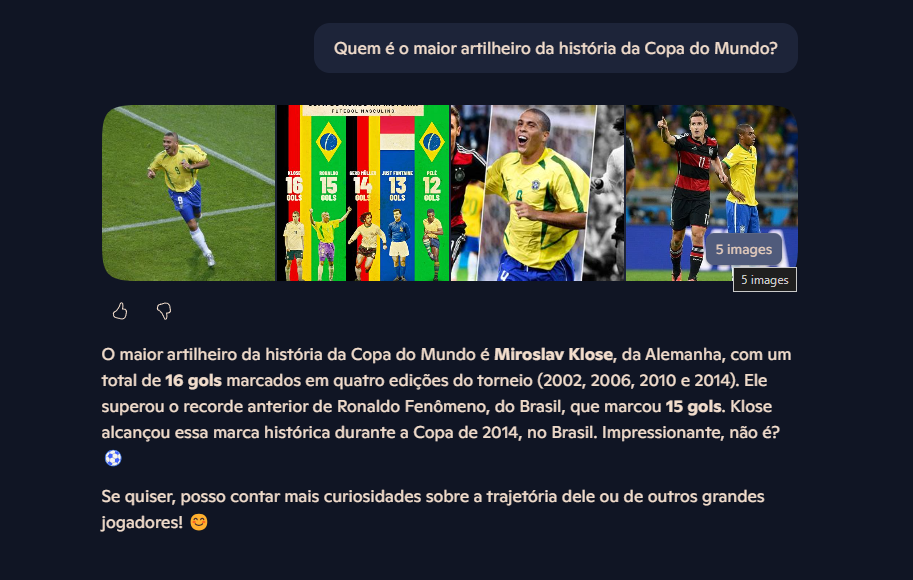 Quem é o maior artilheiro da história da Copa do Mundo?
FUTEBOL MASCULINO
KLOSE
16
GOLS
RONALDO
15
GOLS
GERD MÜLLER
14
GOLS
JUST FONTAINE
13
GOLS
PELÉ
12
GOLS
9
11
5 images
5 images
O maior artilheiro da história da Copa do Mundo é Miroslav Klose, da Alemanha, com um
total de 16 gols marcados em quatro edições do torneio (2002, 2006, 2010 e 2014). Ele
superou o recorde anterior de Ronaldo Fenômeno, do Brasil, que marcou 15 gols. Klose
alcançou essa marca histórica durante a Copa de 2014, no Brasil. Impressionante, não é?
Se quiser, posso contar mais curiosidades sobre a trajetória dele ou de outros grandes
jogadores!